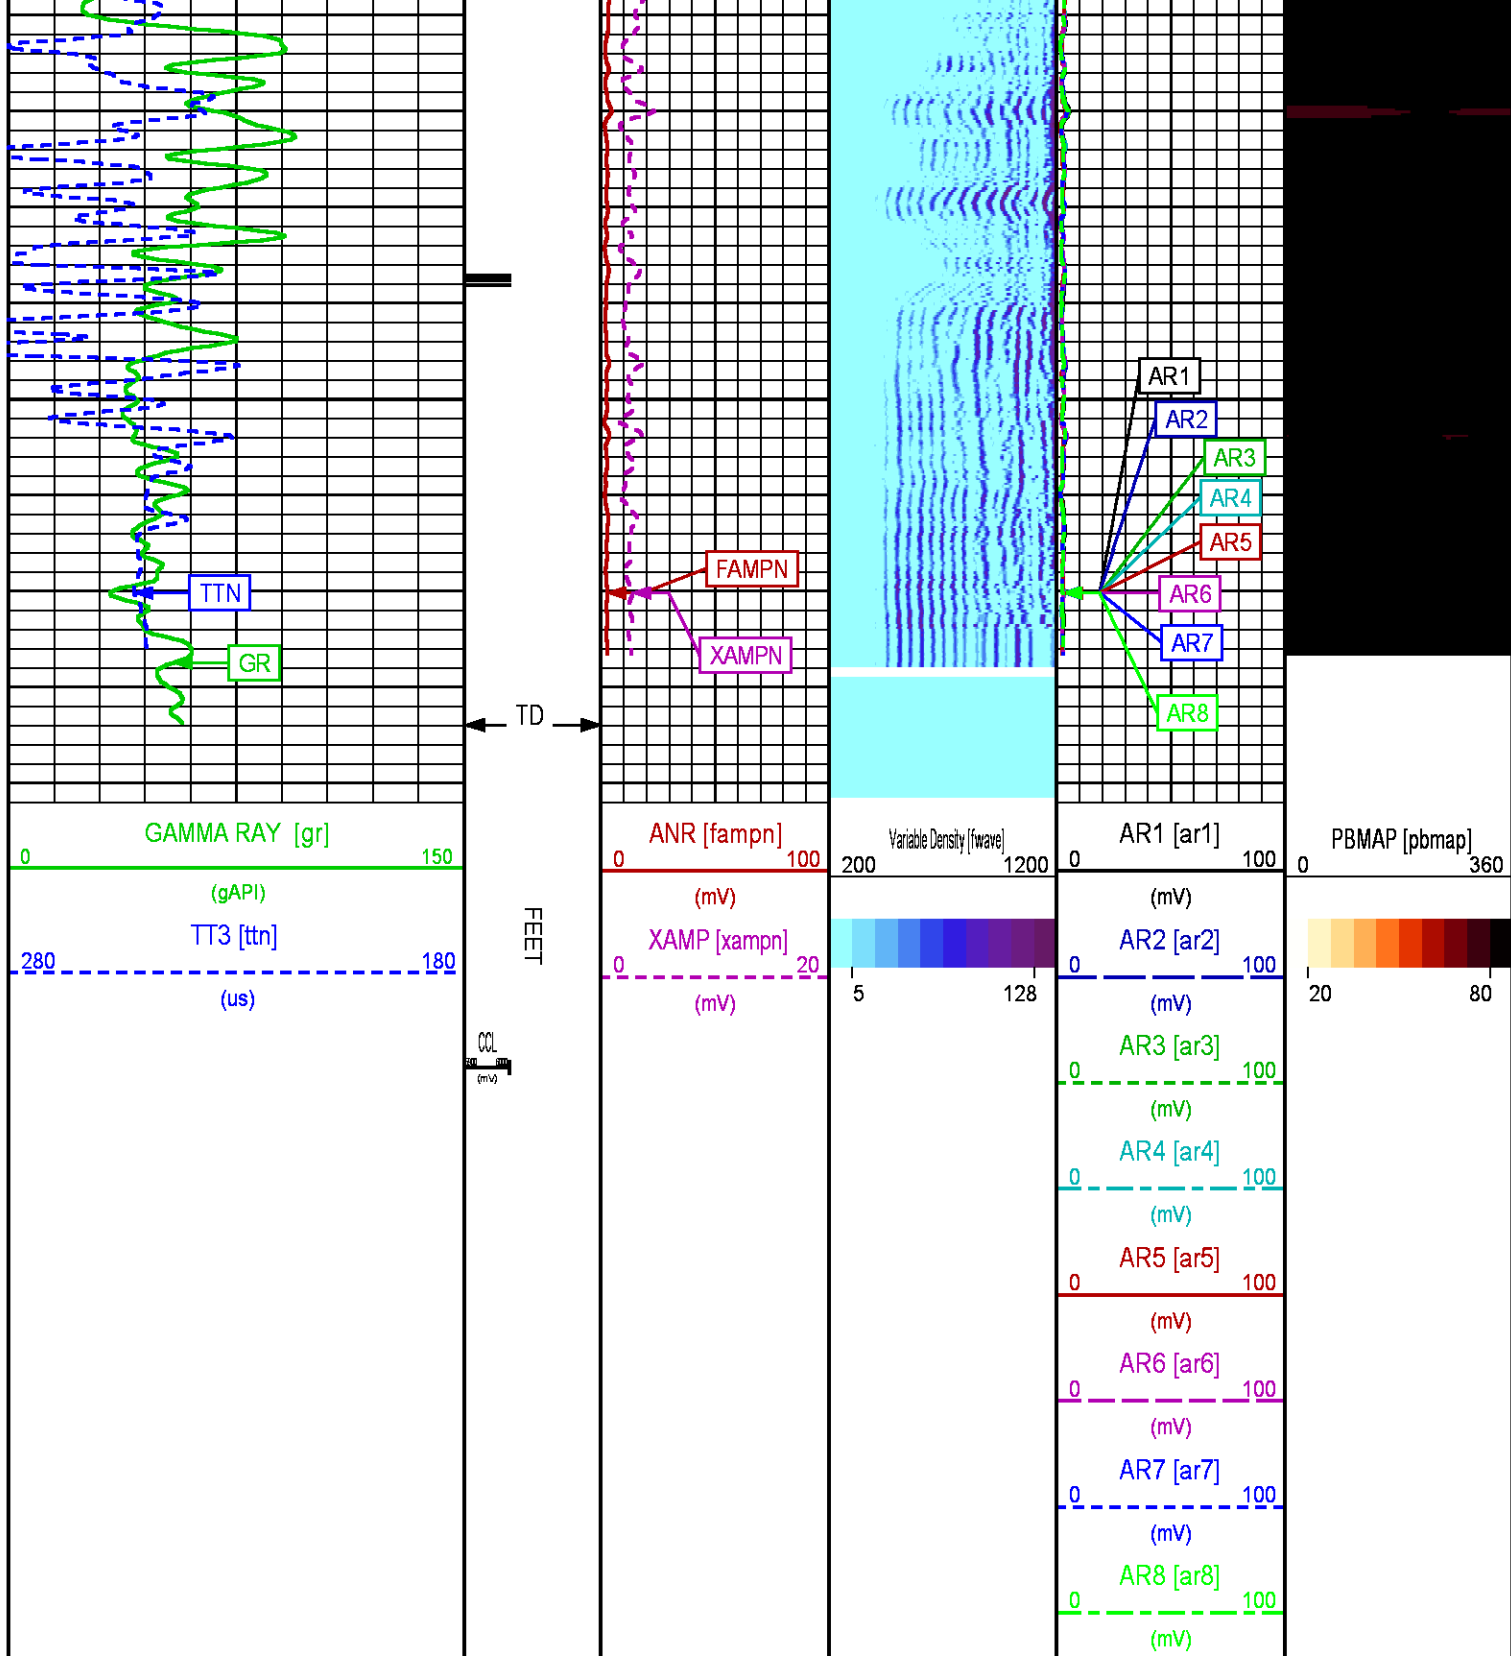 AR1
AR2
AR3
AR4
AR5
FAMPN
TTN
AR6
AR7
XAMPN
GR
TD
AR8
GAMMA RAY [gr]
0 150
(gAPI)
TT3 [ttn]
280 180
(us)
FEET
CCL
(mV)
ANR [fampn]
0 100
(mV)
XAMP [xampn]
0 20
(mV)
Variable Density [fwave]
200 1200
5 128
AR1 [ar1]
0 100
(mV)
AR2 [ar2]
0 100
(mV)
AR3 [ar3]
0 100
(mV)
AR4 [ar4]
0 100
(mV)
AR5 [ar5]
0 100
(mV)
AR6 [ar6]
0 100
(mV)
AR7 [ar7]
0 100
(mV)
AR8 [ar8]
0 100
(mV)
PBMAP [pbmap]
0 360
20 80